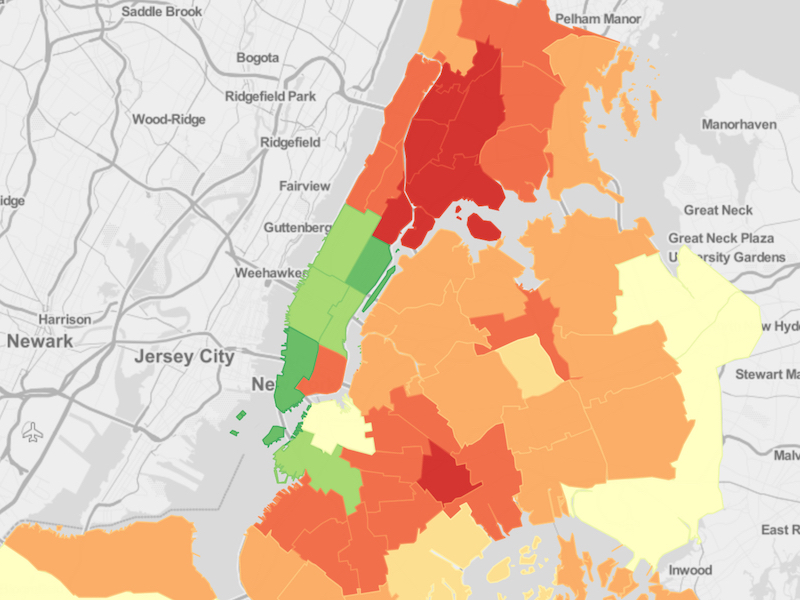 Saddle Brook
Pelham Manor
Bogota
Ridgefield Park
Wood-Ridge
Manorhaven
Ridgefield
Fairview
idge
Great Neck
Guttenberg
Great Neck Plaza
University Gardens
Weehawken
Harrison
w Hyde
Newark
Jersey City
Stewart Ma
Ne
Malv
East R
Inwood